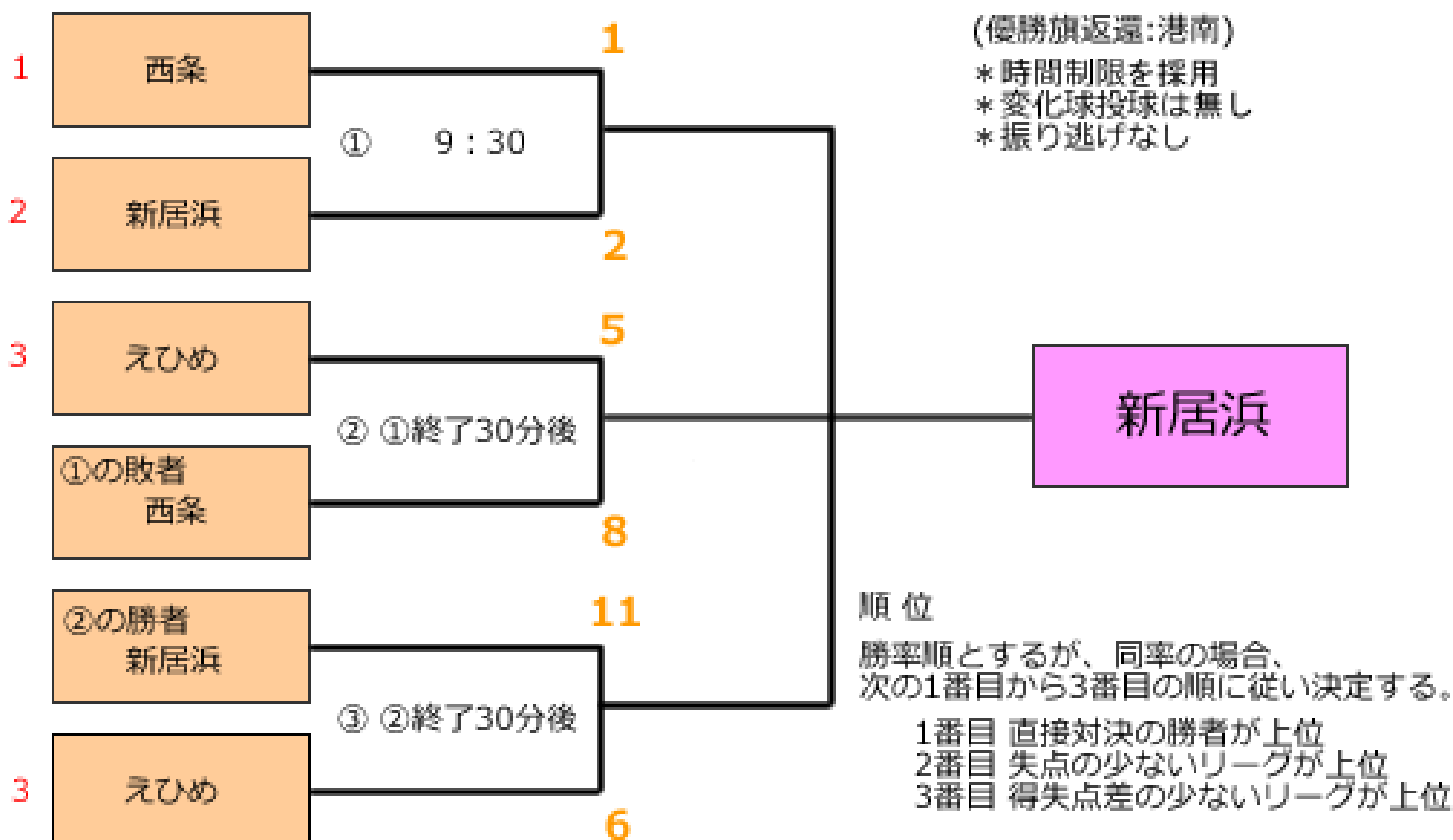 1
西条
① 9：30
1
2
新居浜
2
3
えひめ
② ①終了30分後
5
①の敗者
西条
8
②の勝者
新居浜
③ ②終了30分後
11
3
えひめ
6
新居浜
(優勝旗返還:港南)
＊時間制限を採用
＊変化球投球は無し
＊振り逃げなし
順 位
勝率順とするが、同率の場合、
次の1番目から3番目の順に従い決定する。
1番目 直接対決の勝者が上位
2番目 失点の少ないリーグが上位
3番目 得失点差の少ないリーグが上位